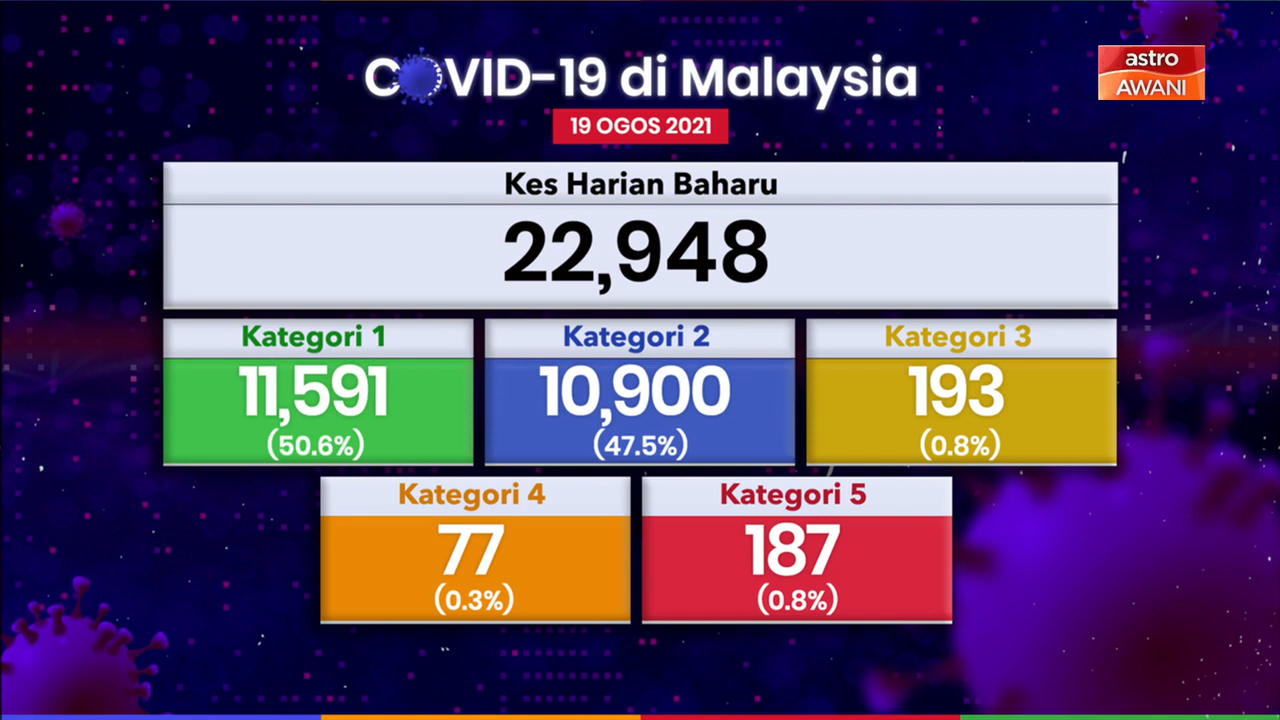 COVID-19 di Malaysia
astro
AWANI
19 OGOS 2021
Kes Harian Baharu
22,948
Kategori 1
11,591
(50.6%)
Kategori 2
10,900
(47.5%)
Kategori 3
193
(0.8%)
Kategori 4
77
(0.3%)
Kategori 5
187
(0.8%)